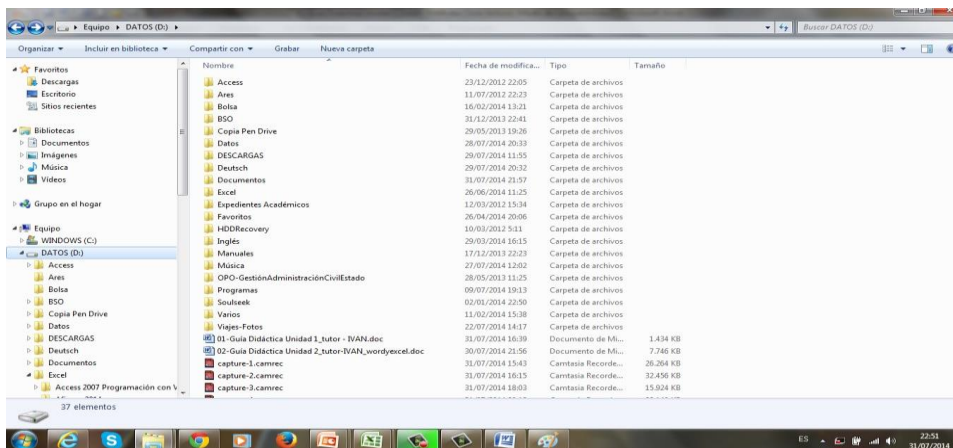 Equipo ▸ DATOS (D:) ▸
Buscar DATOS (D:)
Organizar ▾ Incluir en biblioteca ▾ Compartir con ▾ Grabar Nueva carpeta
Favoritos
Descargas
Escritorio
Sitios recientes
Bibliotecas
Documentos
Imágenes
Música
Vídeos
Grupo en el hogar
Equipo
WINDOWS (C:)
DATOS (D:)
Access
Ares
Bolsa
BSO
Copia Pen Drive
Datos
DESCARGAS
Deutsch
Documentos
Excel
Access 2007 Programación con V
Nombre Fecha de modifica... Tipo Tamaño
Access 23/12/2012 22:05 Carpeta de archivos
Ares 11/07/2012 22:23 Carpeta de archivos
Bolsa 16/02/2014 13:21 Carpeta de archivos
BSO 31/12/2013 22:41 Carpeta de archivos
Copia Pen Drive 29/05/2013 19:26 Carpeta de archivos
Datos 28/07/2014 20:33 Carpeta de archivos
DESCARGAS 29/07/2014 11:55 Carpeta de archivos
Deutsch 29/07/2014 20:32 Carpeta de archivos
Documentos 31/07/2014 21:57 Carpeta de archivos
Excel 26/06/2014 11:25 Carpeta de archivos
Expedientes Académicos 12/03/2012 15:34 Carpeta de archivos
Favoritos 26/04/2014 20:06 Carpeta de archivos
HDDRecovery 10/03/2012 5:11 Carpeta de archivos
Inglés 29/03/2014 16:15 Carpeta de archivos
Manuales 17/12/2013 22:23 Carpeta de archivos
Música 27/07/2014 12:02 Carpeta de archivos
OPO-GestiónAdministraciónCivilEstado 28/05/2013 11:25 Carpeta de archivos
Programas 09/07/2014 19:13 Carpeta de archivos
Soulseek 02/01/2014 22:50 Carpeta de archivos
Varios 11/02/2014 15:38 Carpeta de archivos
Viajes-Fotos 22/07/2014 14:17 Carpeta de archivos
01-Guía Didáctica Unidad 1_tutor - IVAN.doc 31/07/2014 16:39 Documento de Mi... 1.434 KB
02-Guia Didáctica Unidad 2_tutor-IVAN_wordyexcel.doc 30/07/2014 21:56 Documento de Mi... 7.746 KB
capture-1.camrec 31/07/2014 15:43 Camtasia Recorde... 26.264 KB
capture-2.camrec 31/07/2014 16:15 Camtasia Recorde... 32.456 KB
capture-3.camrec 31/07/2014 18:03 Camtasia Recorde... 15.924 KB
37 elementos
ES
22:51
31/07/2014